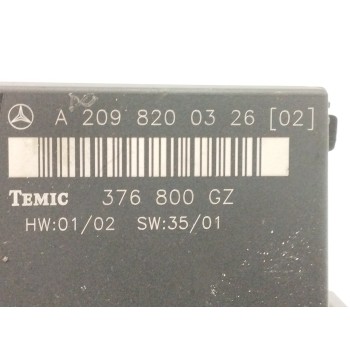 A 209 820 03 26 [02]
TEMIC 376 800 GZ
HW:01/02 SW:35/01